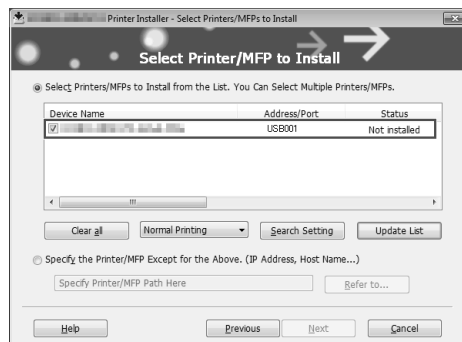 Printer Installer - Select Printers/MFPs to Install
Select Printer/MFP to Install
Select Printers/MFPs to Install from the List. You Can Select Multiple Printers/MFPs.
Device Name Address/Port Status
USB001 Not installed
Clear all Normal Printing Search Setting Update List
Specify the Printer/MFP Except for the Above. (IP Address, Host Name...)
Specify Printer/MFP Path Here Refer to...
Help Previous Next Cancel